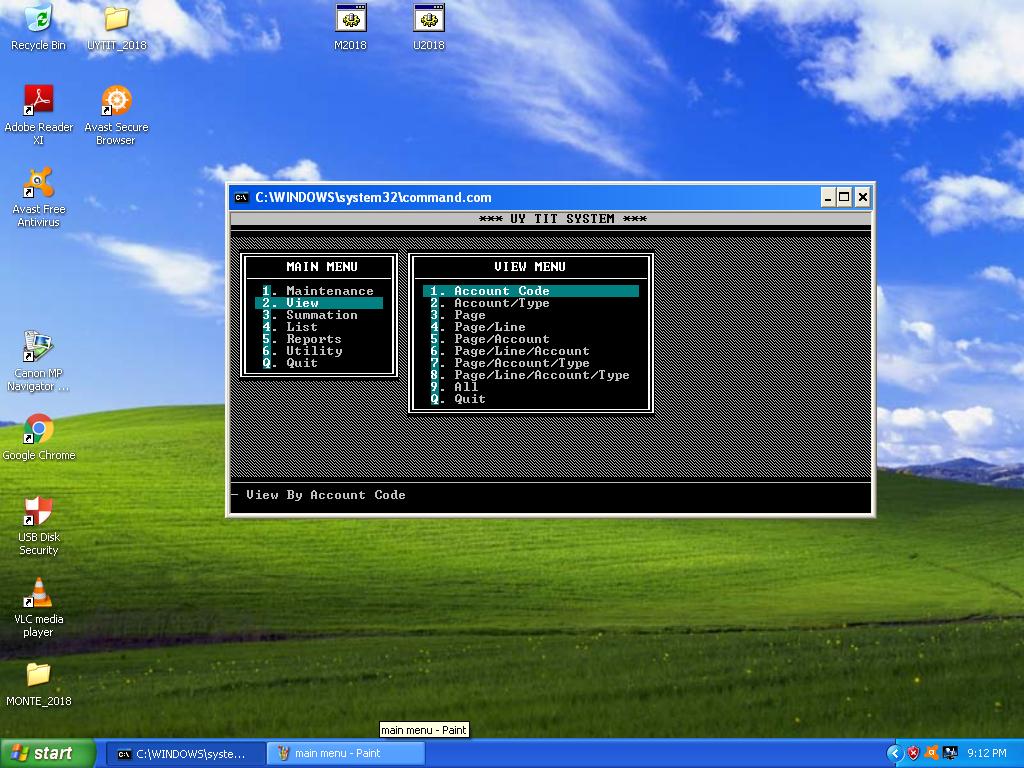 Recycle Bin
UYTIT_2018
M2018
U2018
Adobe Reader
XI
Avast Secure
Browser
Avast Free
Antivirus
Canon MP
Navigator ...
Google Chrome
USB Disk
Security
VLC media
player
MONTE_2018
C:\WINDOWS\system32\command.com
*** UY TIT SYSTEM ***
MAIN MENU
1. Maintenance
2. View
3. Summation
4. List
5. Reports
6. Utility
Q. Quit
VIEW MENU
1. Account Code
2. Account/Type
3. Page
4. Page/Line
5. Page/Account
6. Page/Line/Account
7. Page/Account/Type
8. Page/Line/Account/Type
9. All
Q. Quit
View By Account Code
main menu - Paint
start
C:\WINDOWS\syste...
main menu - Paint
9:12 PM